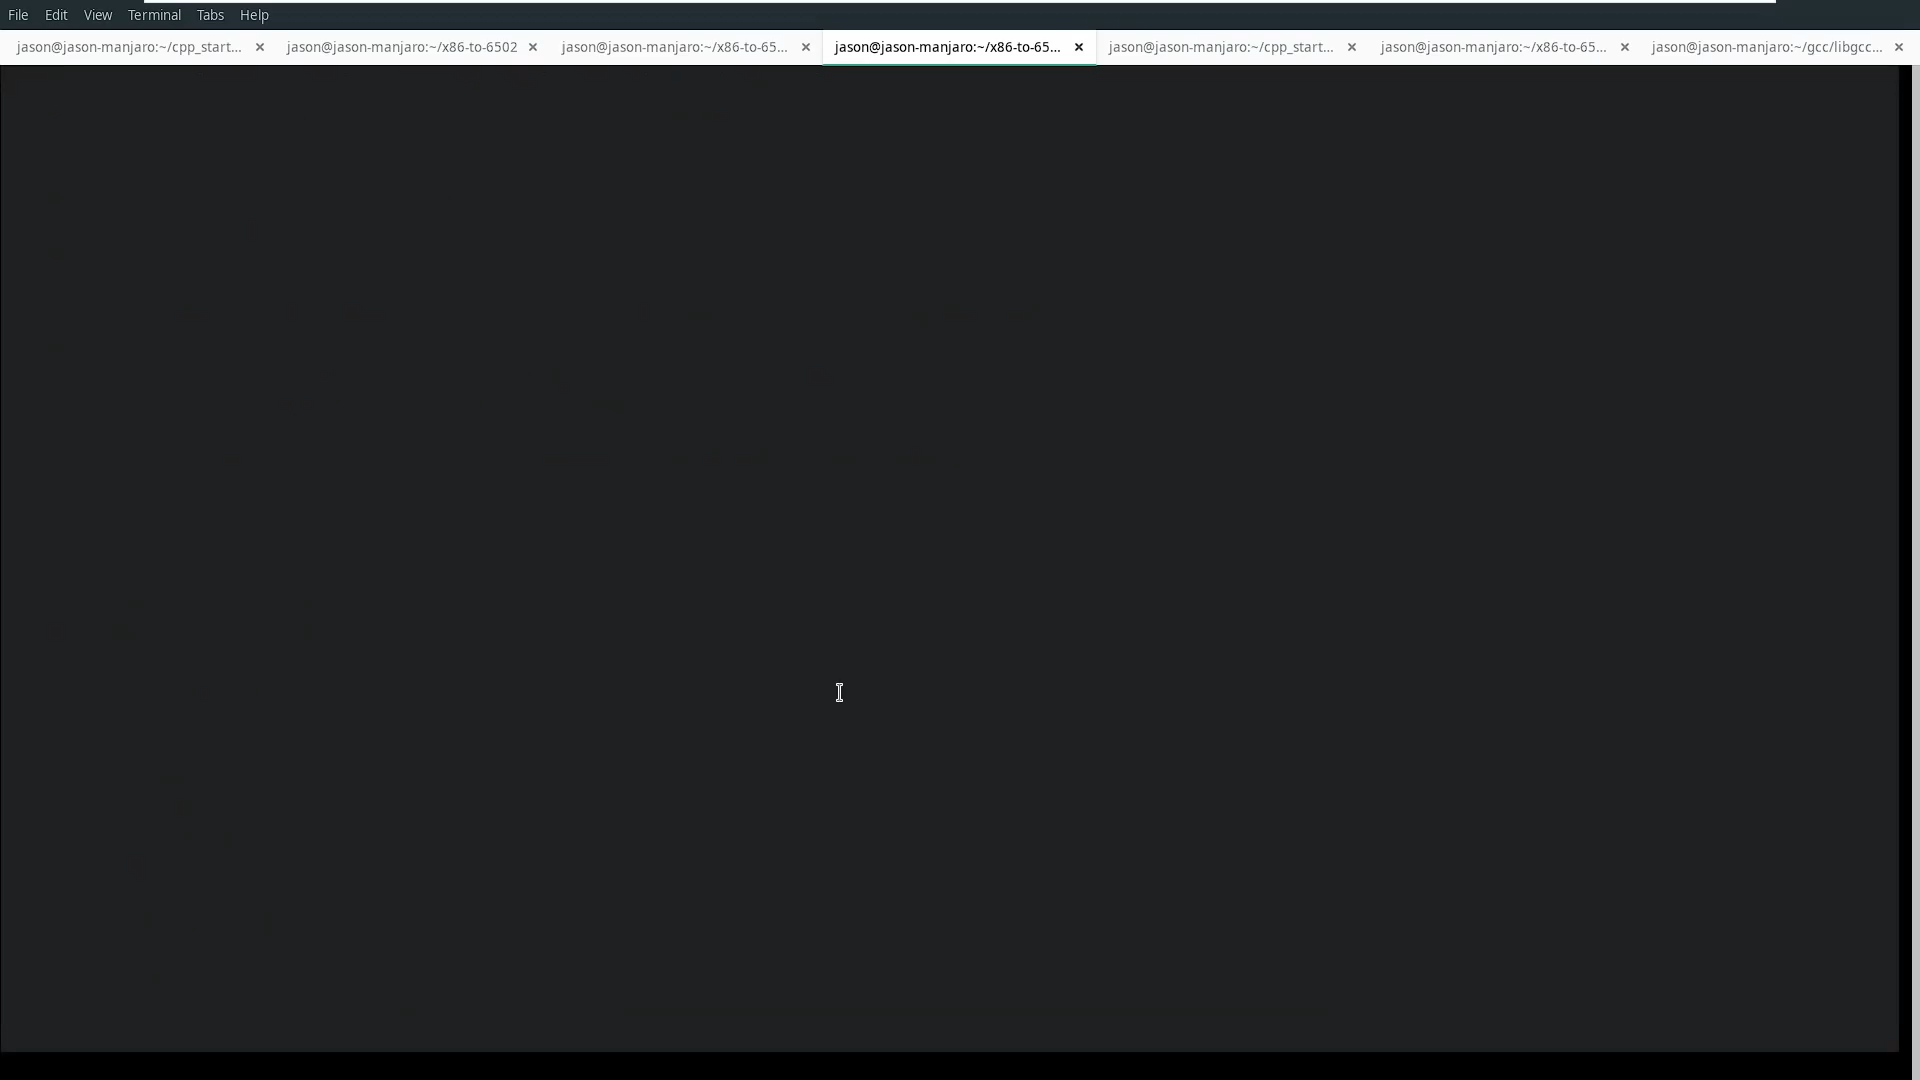 File Edit View Terminal Tabs Help
jason@jason-manjaro:~/cpp_start... jason@jason-manjaro:~/x86-to-6502 jason@jason-manjaro:~/x86-to-65... jason@jason-manjaro:~/x86-to-65... jason@jason-manjaro:~/cpp_start... jason@jason-manjaro:~/x86-to-65... jason@jason-manjaro:~/gcc/libgcc...